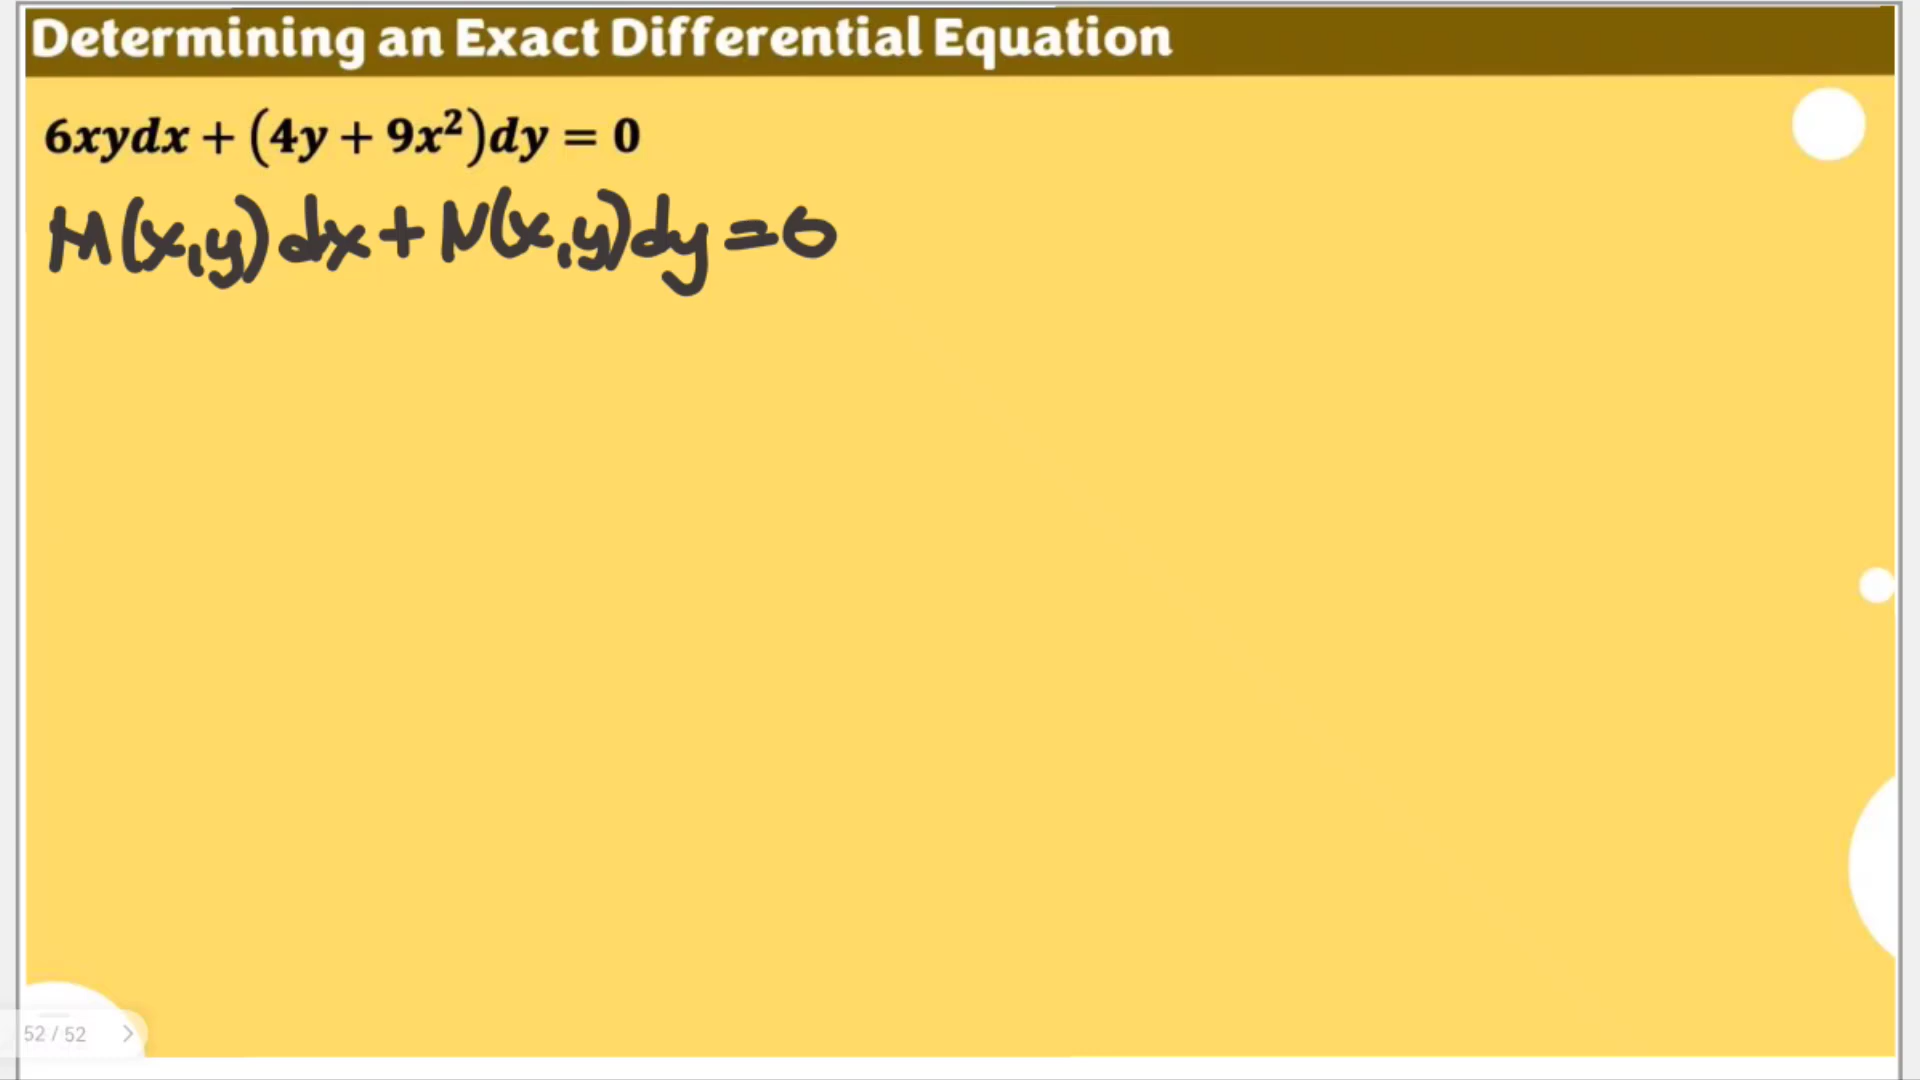 Determining an Exact Differential Equation
6xydx + (4y + 9x²)dy = 0
M(x,y)dx+N(x,y)dy=0
52 / 52 >